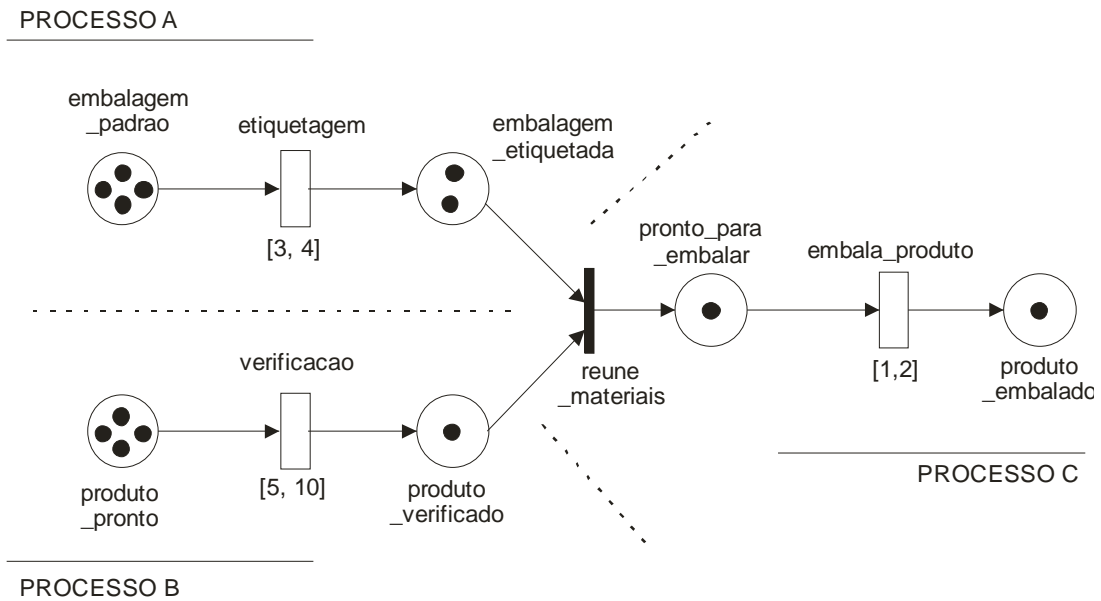 PROCESSO A
embalagem
_padrao
etiquetagem
[3, 4]
embalagem
_etiquetada
produto
_pronto
verificacao
[5, 10]
produto
_verificado
PROCESSO B
reune
_materiais
pronto_para
_embalar
embala_produto
[1,2]
produto
_embalado
PROCESSO C